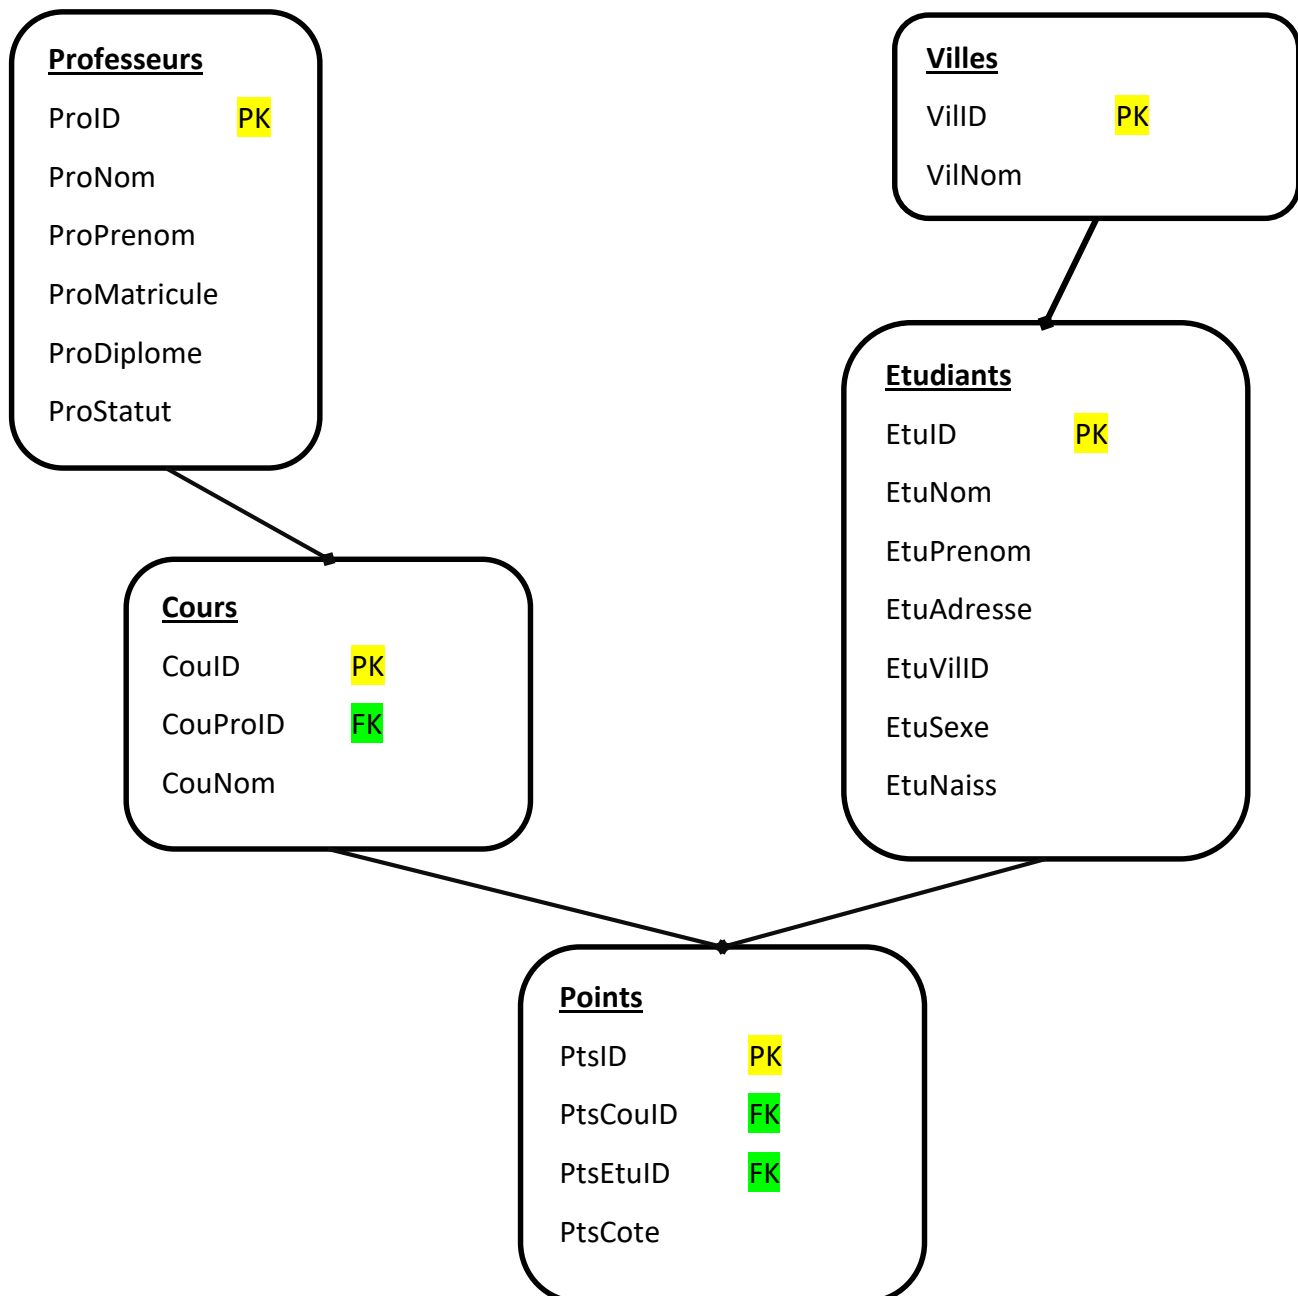 Professeurs
ProID PK
ProNom
ProPrenom
ProMatricule
ProDiplome
ProStatut
Villes
VilID PK
VilNom
Etudiants
EtuID PK
EtuNom
EtuPrenom
EtuAdresse
EtuVilID
EtuSexe
EtuNaiss
Cours
CouID PK
CouProID FK
CouNom
Points
PtsID PK
PtsCouID FK
PtsEtuID FK
PtsCote